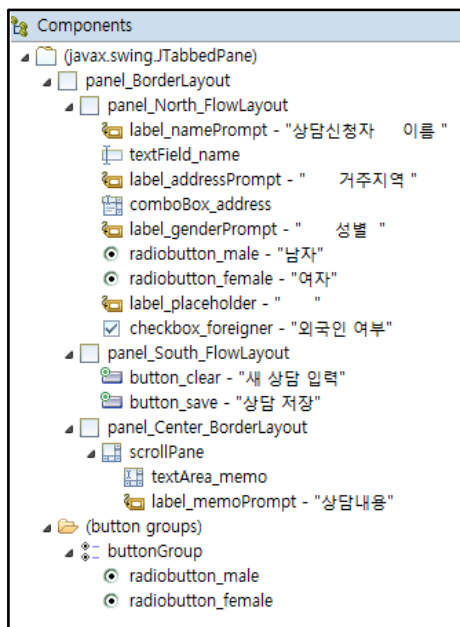 Components
(javax.swing.JTabbedPane)
panel_BorderLayout
panel_North_FlowLayout
label_namePrompt - "상담신청자    이름 "
textField_name
label_addressPrompt - "      거주지역 "
comboBox_address
label_genderPrompt - "      성별  "
radiobutton_male - "남자"
radiobutton_female - "여자"
label_placeholder - "      "
checkbox_foreigner - "외국인 여부"
panel_South_FlowLayout
button_clear - "새 상담 입력"
button_save - "상담 저장"
panel_Center_BorderLayout
scrollPane
textArea_memo
label_memoPrompt - "상담내용"
(button groups)
buttonGroup
radiobutton_male
radiobutton_female